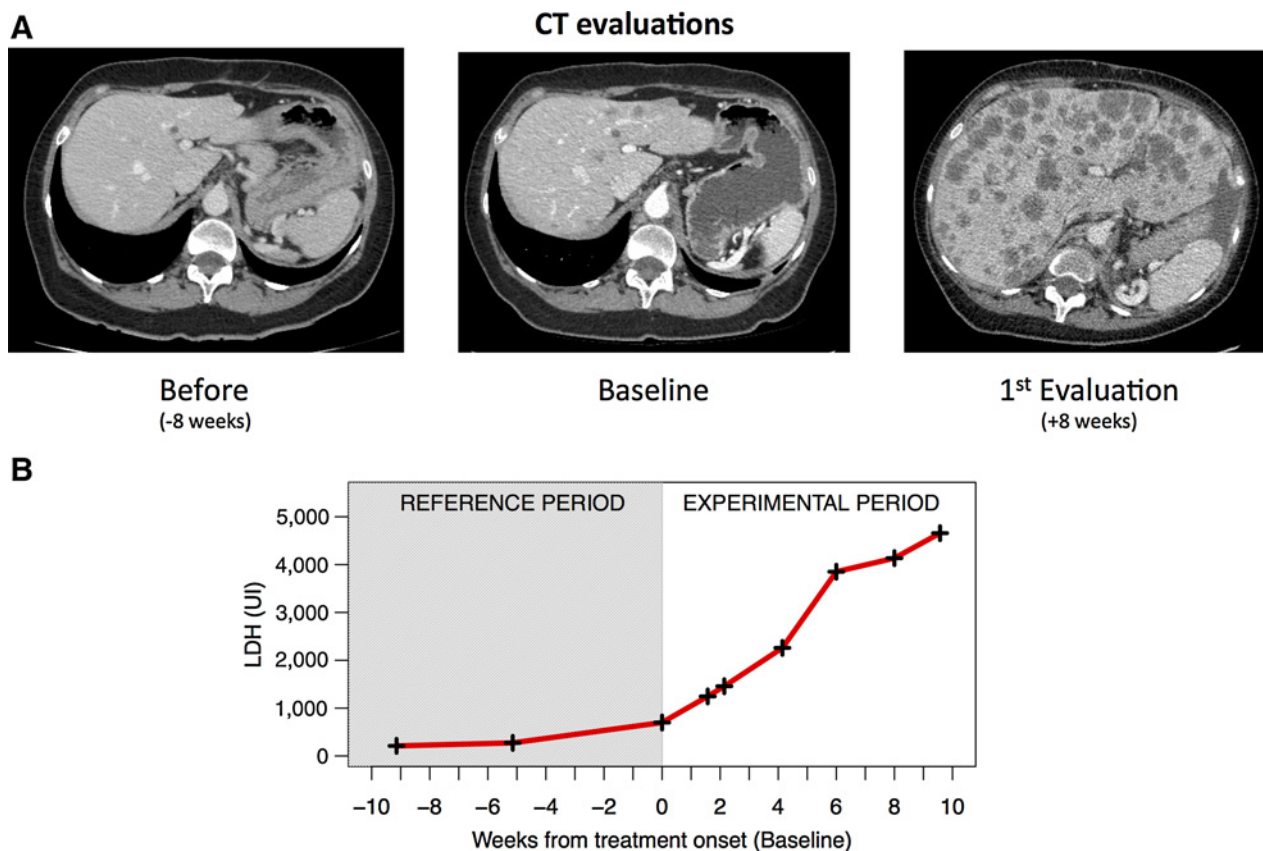 A
CT evaluations
Before
(-8 weeks)
Baseline
1st Evaluation
(+8 weeks)
B
REFERENCE PERIOD
EXPERIMENTAL PERIOD
LDH (UI)
5,000
4,000
3,000
2,000
1,000
0
−10 −8 −6 −4 −2 0 2 4 6 8 10
Weeks from treatment onset (Baseline)